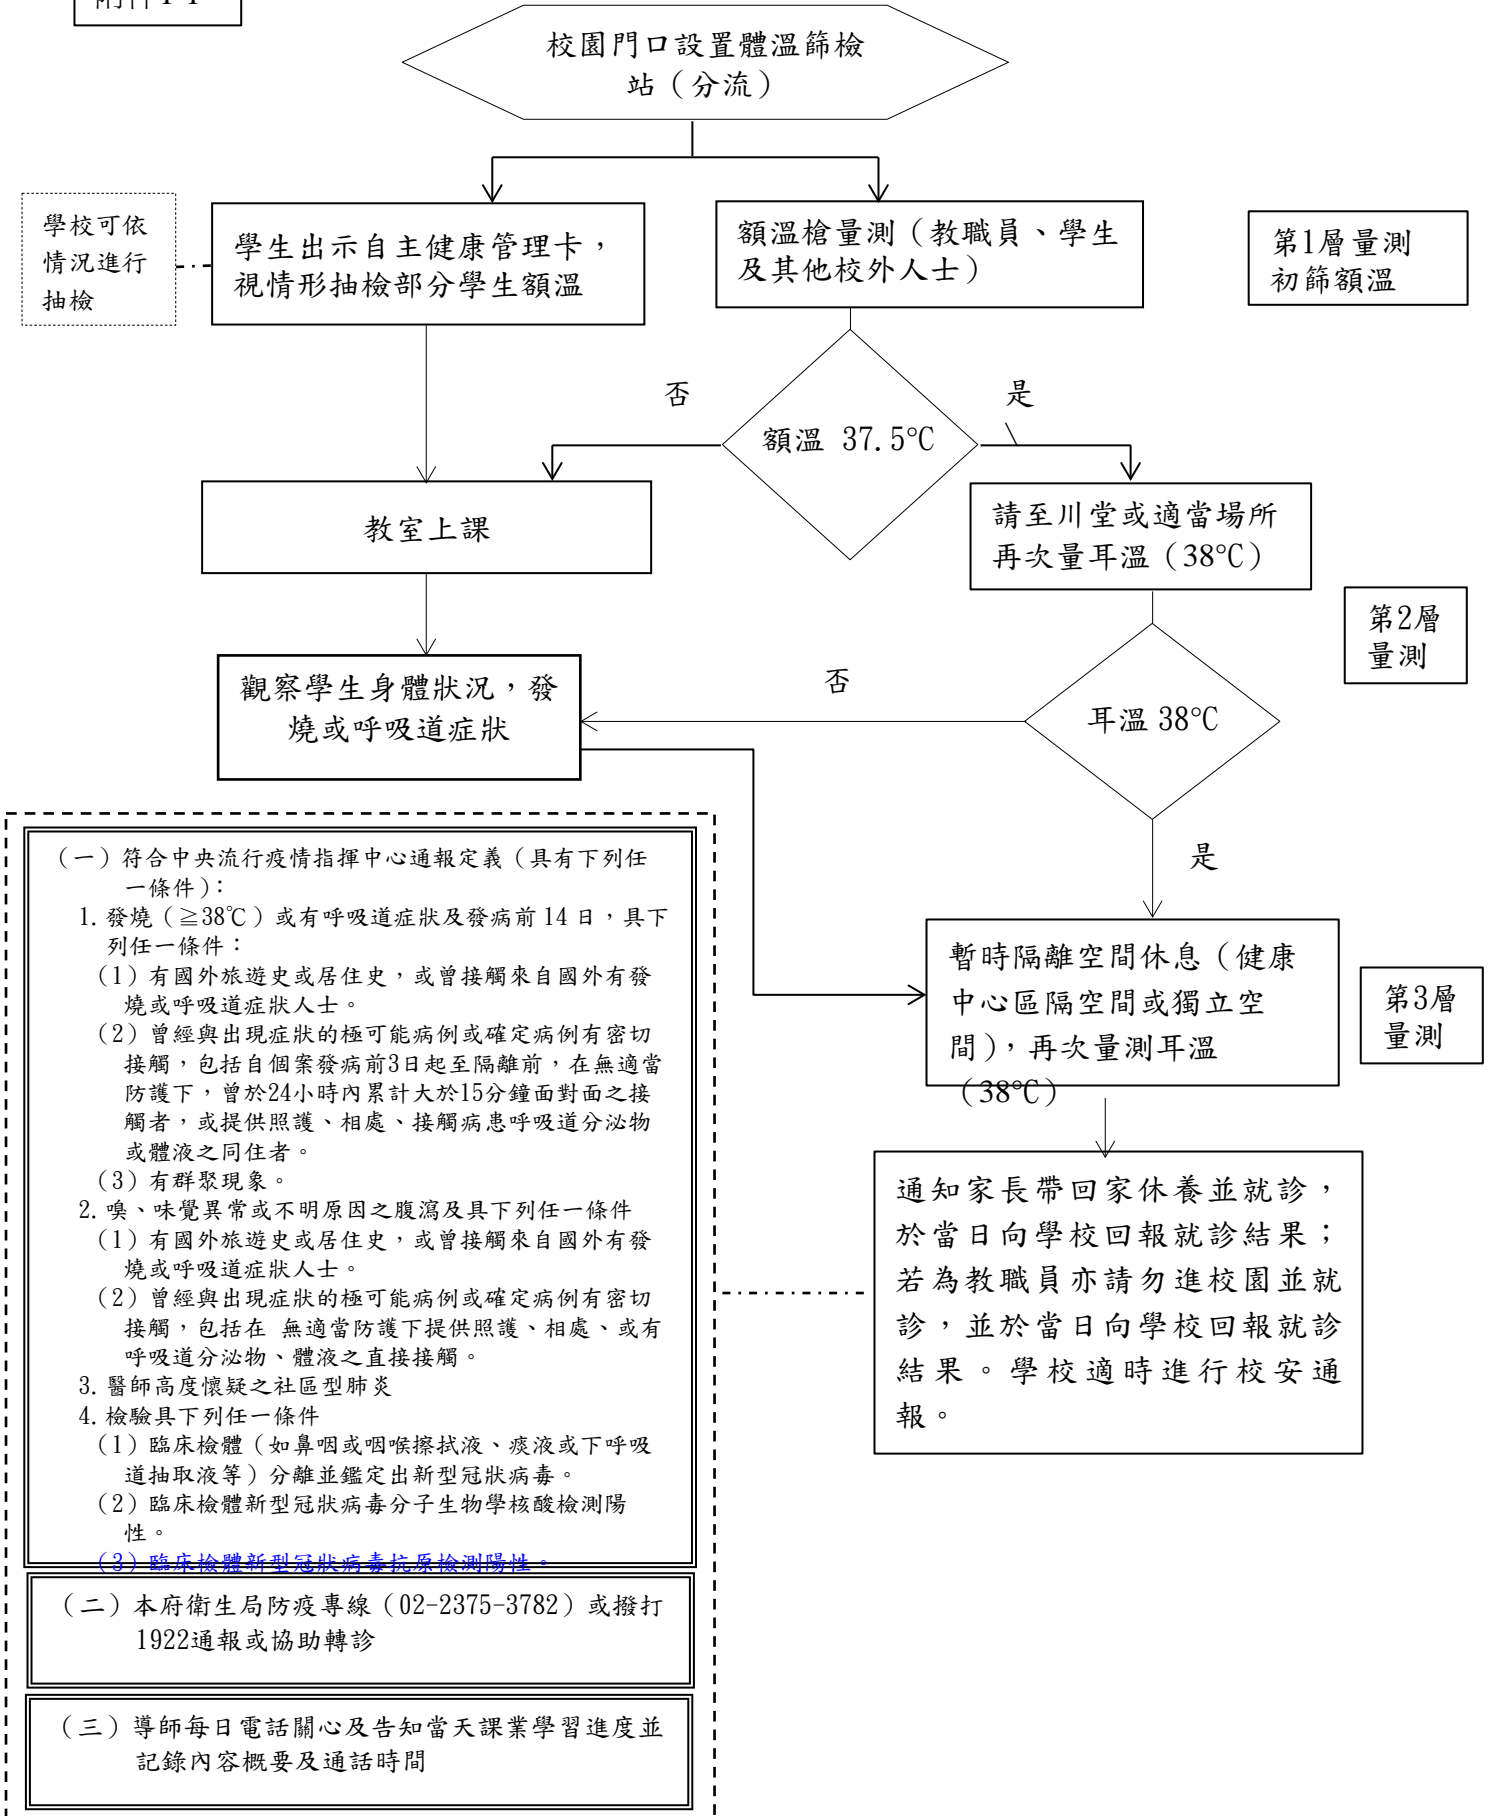 附件1-1
校園門口設置體溫篩檢
站（分流）
學校可依
情況進行
抽檢
學生出示自主健康管理卡，
視情形抽檢部分學生額溫
額溫槍量測（教職員、學生
及其他校外人士）
第1層量測
初篩額溫
否
是
額溫 37.5°C
教室上課
請至川堂或適當場所
再次量耳溫（38°C）
第2層
量測
觀察學生身體狀況，發
燒或呼吸道症狀
否
耳溫 38°C
是
（一）符合中央流行疫情指揮中心通報定義（具有下列任
一條件）：
1. 發燒（≧38℃）或有呼吸道症狀及發病前 14 日，具下
列任一條件：
（1）有國外旅遊史或居住史，或曾接觸來自國外有發
燒或呼吸道症狀人士。
（2）曾經與出現症狀的極可能病例或確定病例有密切
接觸，包括自個案發病前3日起至隔離前，在無適當
防護下，曾於24小時內累計大於15分鐘面對面之接
觸者，或提供照護、相處、接觸病患呼吸道分泌物
或體液之同住者。
（3）有群聚現象。
2. 嗅、味覺異常或不明原因之腹瀉及具下列任一條件
（1）有國外旅遊史或居住史，或曾接觸來自國外有發
燒或呼吸道症狀人士。
（2）曾經與出現症狀的極可能病例或確定病例有密切
接觸，包括在 無適當防護下提供照護、相處、或有
呼吸道分泌物、體液之直接接觸。
3. 醫師高度懷疑之社區型肺炎
4. 檢驗具下列任一條件
（1）臨床檢體（如鼻咽或咽喉擦拭液、痰液或下呼吸
道抽取液等）分離並鑑定出新型冠狀病毒。
（2）臨床檢體新型冠狀病毒分子生物學核酸檢測陽
性。
（3）臨床檢體新型冠狀病毒抗原檢測陽性。
暫時隔離空間休息（健康
中心區隔空間或獨立空
間），再次量測耳溫
（38°C）
第3層
量測
通知家長帶回家休養並就診，
於當日向學校回報就診結果；
若為教職員亦請勿進校園並就
診，並於當日向學校回報就診
結果。學校適時進行校安通
報。
（二）本府衛生局防疫專線（02-2375-3782）或撥打
1922通報或協助轉診
（三）導師每日電話關心及告知當天課業學習進度並
記錄內容概要及通話時間